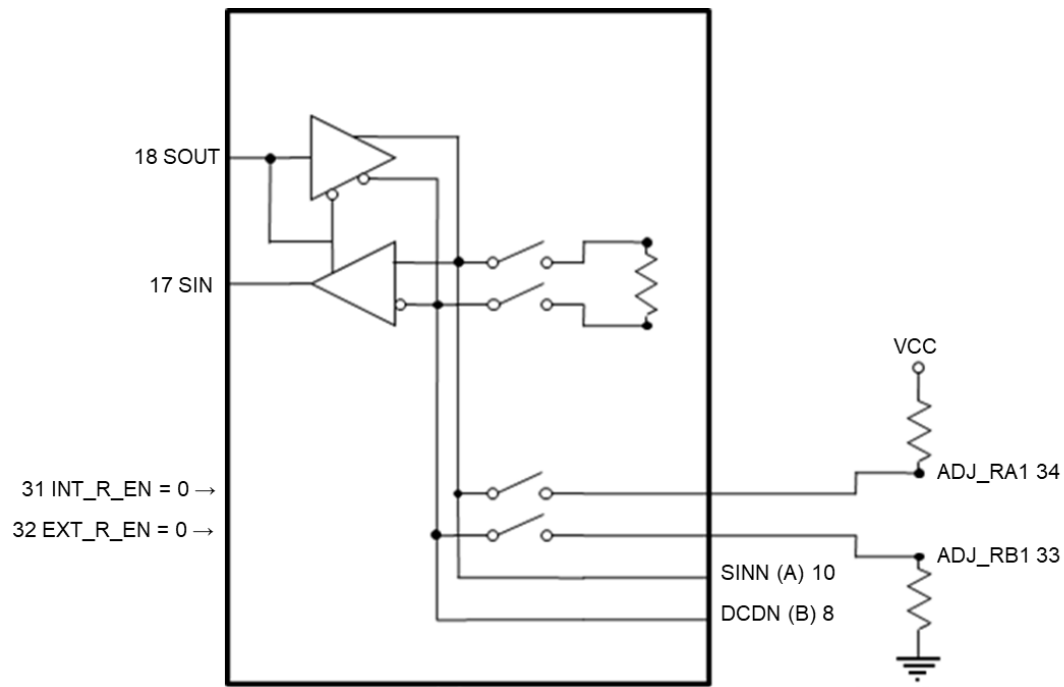 18 SOUT
17 SIN
VCC
ADJ_RA1 34
31 INT_R_EN = 0 →
32 EXT_R_EN = 0 →
ADJ_RB1 33
SINN (A) 10
DCDN (B) 8